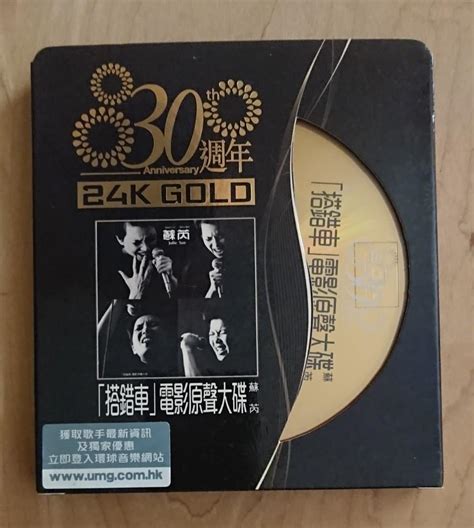 30th
Anniversary 週年
24K GOLD
蘇芮
Julie Sue
「搭錯車」電影原聲大碟 蘇芮
獲取歌手最新資訊
及獨家優惠
立即登入環球音樂網站
www.umg.com.hk
「搭錯車」電影原聲大碟 蘇芮